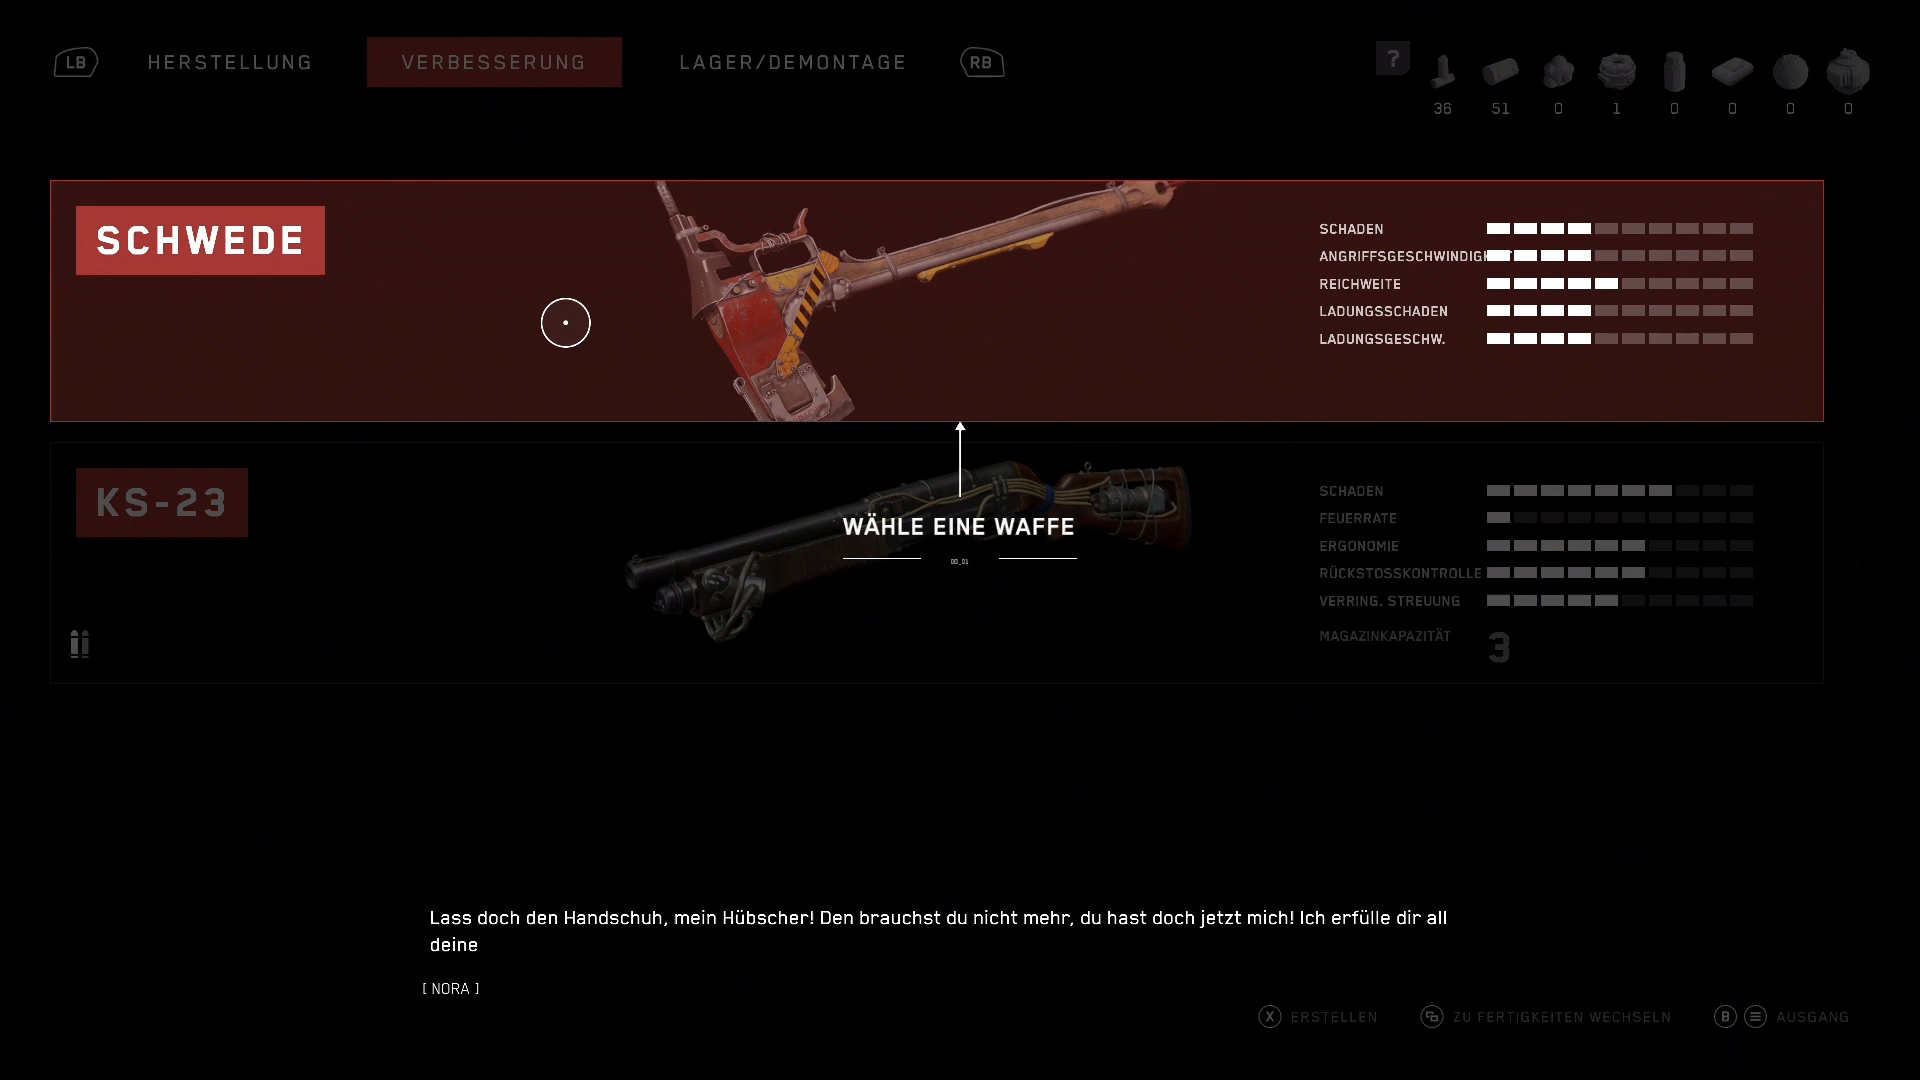 LB HERSTELLUNG VERBESSERUNG LAGER/DEMONTAGE RB
?
36 51 0 1 0 0 0 0
SCHWEDE
SCHADEN
ANGRIFFSGESCHWINDIGK
REICHWEITE
LADUNGSSCHADEN
LADUNGSGESCHW.
KS-23
WÄHLE EINE WAFFE
00_01
SCHADEN
FEUERRATE
ERGONOMIE
RÜCKSTOSSKONTROLLE
VERRING. STREUUNG
MAGAZINKAPAZITÄT 3
Lass doch den Handschuh, mein Hübscher! Den brauchst du nicht mehr, du hast doch jetzt mich! Ich erfülle dir all
deine
[ NORA ]
X ERSTELLEN ZU FERTIGKEITEN WECHSELN B AUSGANG